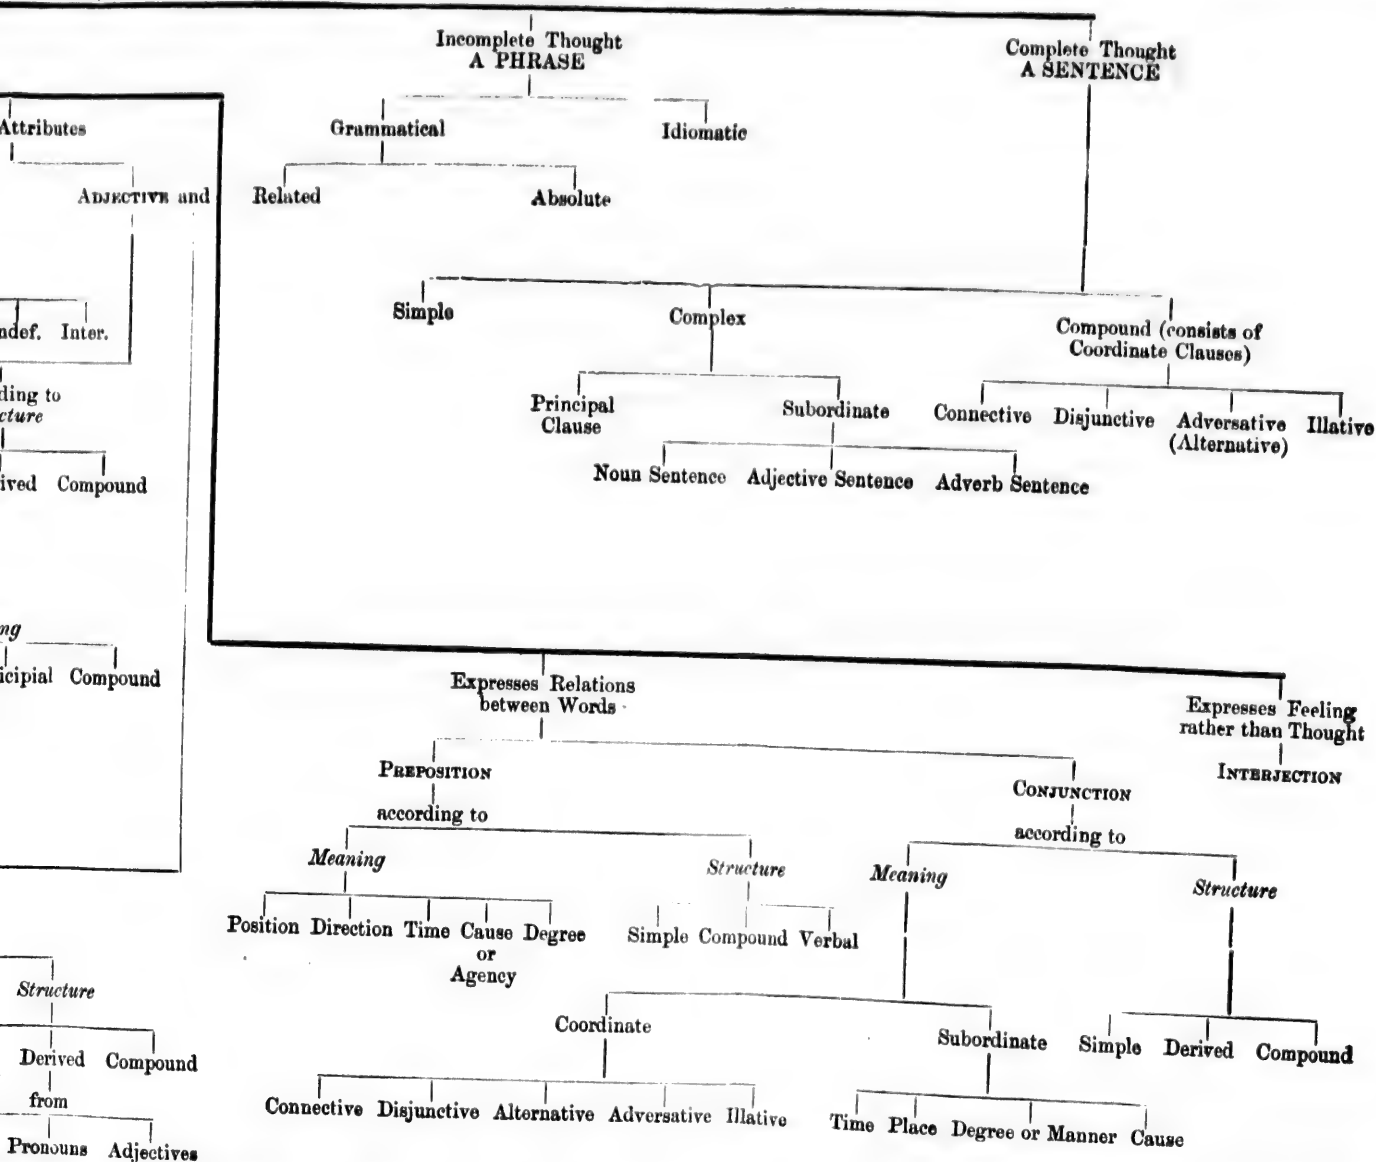 Incomplete Thought
A PHRASE
Complete Thought
A SENTENCE
Attributes
Grammatical
Idiomatic
ADJECTIVE and
Related
Absolute
Simple
Complex
Compound (consists of
Coordinate Clauses)
ndef. Inter.
ding to
cture
Principal
Clause
Subordinate
Connective Disjunctive Adversative Illative
(Alternative)
ived Compound
Noun Sentence Adjective Sentence Adverb Sentence
ng
icipial Compound
Expresses Relations
between Words
Expresses Feeling
rather than Thought
PREPOSITION
CONJUNCTION
INTERJECTION
according to
according to
Meaning
Structure
Meaning
Structure
Position Direction Time Cause Degree
or
Agency
Simple Compound Verbal
Structure
Coordinate
Subordinate
Simple Derived Compound
Derived Compound
from
Connective Disjunctive Alternative Adversative Illative
Time Place Degree or Manner Cause
Pronouns Adjectives